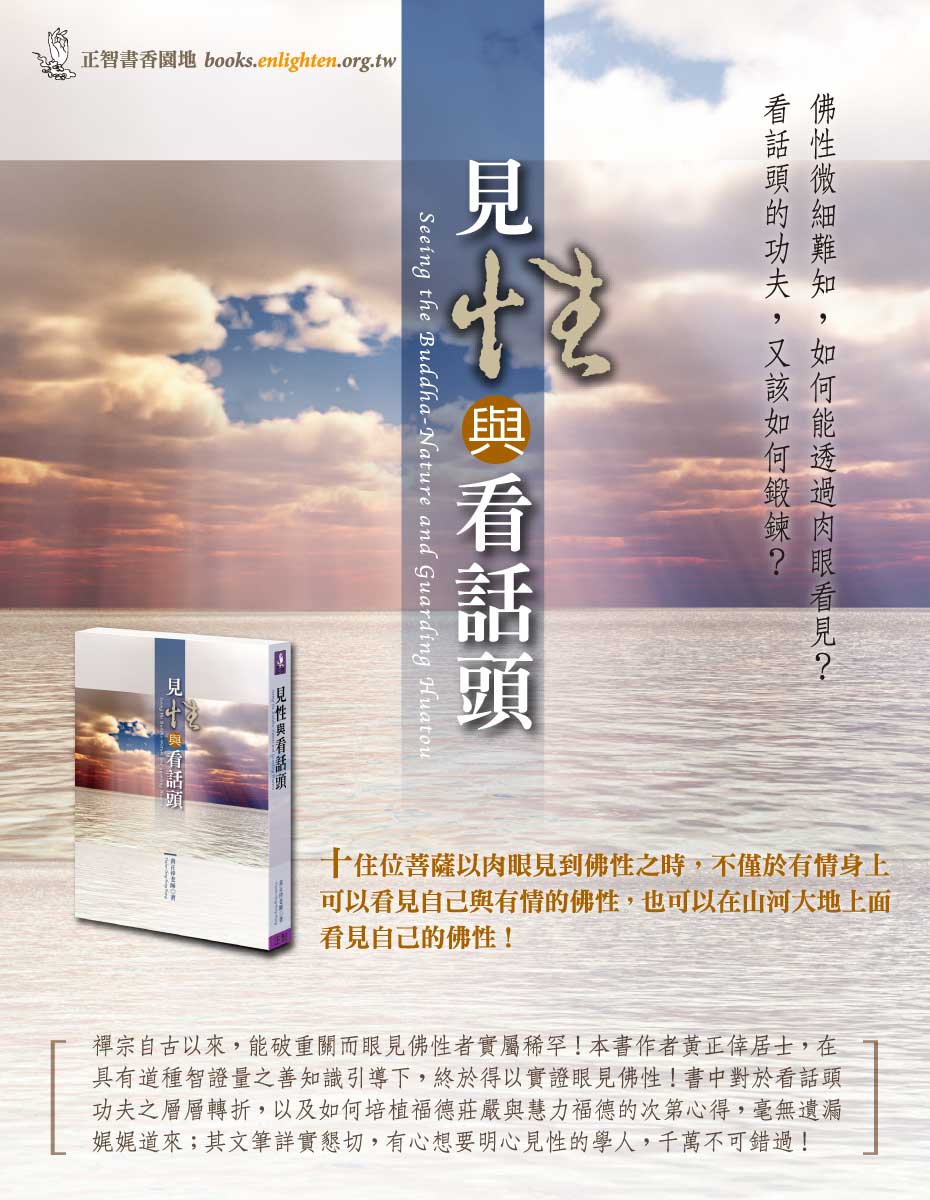 正智書香園地 books.enlighten.org.tw
佛性微細難知，如何能透過肉眼看見？
看話頭的功夫，又該如何鍛鍊？
見性與看話頭
Seeing the Buddha-Nature and Guarding Huatou
見性與看話頭
見性與看話頭
十住位菩薩以肉眼見到佛性之時，不僅於有情身上
可以看見自己與有情的佛性，也可以在山河大地上面
看見自己的佛性！
禪宗自古以來，能破重關而眼見佛性者實屬稀罕！本書作者黃正倖居士，在
具有道種智證量之善知識引導下，終於得以實證眼見佛性！書中對於看話頭
功夫之層層轉折，以及如何培植福德莊嚴與慧力福德的次第心得，毫無遺漏
娓娓道來；其文筆詳實懇切，有心想要明心見性的學人，千萬不可錯過！